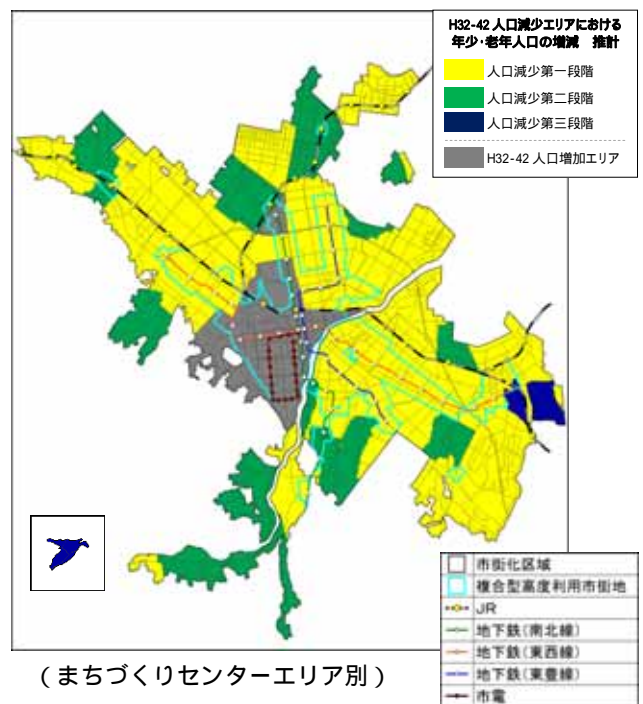 H32-42 人口減少エリアにおける
年少･老年人口の増減　推計
人口減少第一段階
人口減少第二段階
人口減少第三段階
H32-42 人口増加エリア
市街化区域
複合型高度利用市街地
JR
地下鉄(南北線)
地下鉄(東西線)
地下鉄(東豊線)
市電
(まちづくりセンターエリア別)